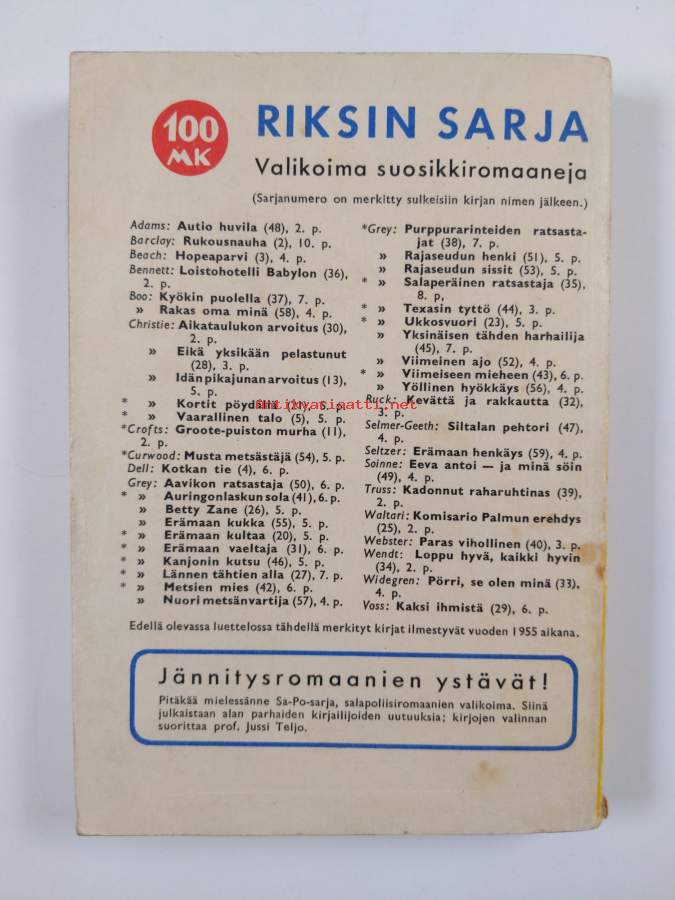 100
MK
RIKSIN SARJA
Valikoima suosikkiromaaneja
(Sarjanumero on merkitty sulkeisiin kirjan nimen jälkeen.)
Adams: Autio huvila (48), 2. p.
Barclay: Rukousnauha (2), 10. p.
Beach: Hopeaparvi (3), 4. p.
Bennett: Loistohotelli Babylon (36),
2. p.
Boo: Kyökin puolella (37), 7. p.
» Rakas oma minä (58), 4. p.
Christie: Aikataulukon arvoitus (30),
2. p.
» Eikä yksikään pelastunut
(28), 3. p.
» Idän pikajunan arvoitus (13),
5. p.
* » Kortit pöydällä (21), 6. p.
* » Vaarallinen talo (5), 5. p.
*Crofts: Groote-puiston murha (11),
2. p.
*Curwood: Musta metsästäjä (54), 5. p.
Dell: Kotkan tie (4), 6. p.
Grey: Aavikon ratsastaja (50), 6. p.
* » Auringonlaskun sola (41), 6. p.
» Betty Zane (26), 5. p.
» Erämaan kukka (55), 5. p.
* » Erämaan kultaa (20), 5. p.
* » Erämaan vaeltaja (31), 6. p.
* » Kanjonin kutsu (46), 5. p.
* » Lännen tähtien alla (27), 7. p.
* » Metsien mies (42), 6. p.
» Nuori metsänvartija (57), 4. p.
*Grey: Purppurarinteiden ratsasta-
jat (38), 7. p.
» Rajaseudun henki (51), 5. p.
» Rajaseudun sissit (53), 5. p.
* » Salaperäinen ratsastaja (35),
8. p,
* » Texasin tyttö (44), 3. p.
* » Ukkosvuori (23), 5. p.
» Yksinäisen tähden harhailija
(45), 7. p.
» Viimeinen ajo (52), 4. p.
* » Viimeiseen mieheen (43), 6. p.
» Yöllinen hyökkäys (56), 4. p.
Ruck: Kevättä ja rakkautta (32),
3. p.
Selmer-Geeth: Siltalan pehtori (47),
4. p.
Seltzer: Erämaan henkäys (59), 4. p.
Soinne: Eeva antoi — ja minä söin
(49), 4. p.
Truss: Kadonnut raharuhtinas (39),
2. p.
Waltari: Komisario Palmun erehdys
(25), 2. p.
Webster: Paras vihollinen (40), 3. p.
Wendt: Loppu hyvä, kaikki hyvin
(34), 2. p.
Widegren: Pörri, se olen minä (33),
4. p.
Voss: Kaksi ihmistä (29), 6. p.
antikvariaatti.net
Edellä olevassa luettelossa tähdellä merkityt kirjat ilmestyvät vuoden 1955 aikana.
Jännitysromaanien ystävät!
Pitäkää mielessänne Sa-Po-sarja, salapoliisiromaanien valikoima. Siinä
julkaistaan alan parhaiden kirjailijoiden uutuuksia; kirjojen valinnan
suorittaa prof. Jussi Teljo.